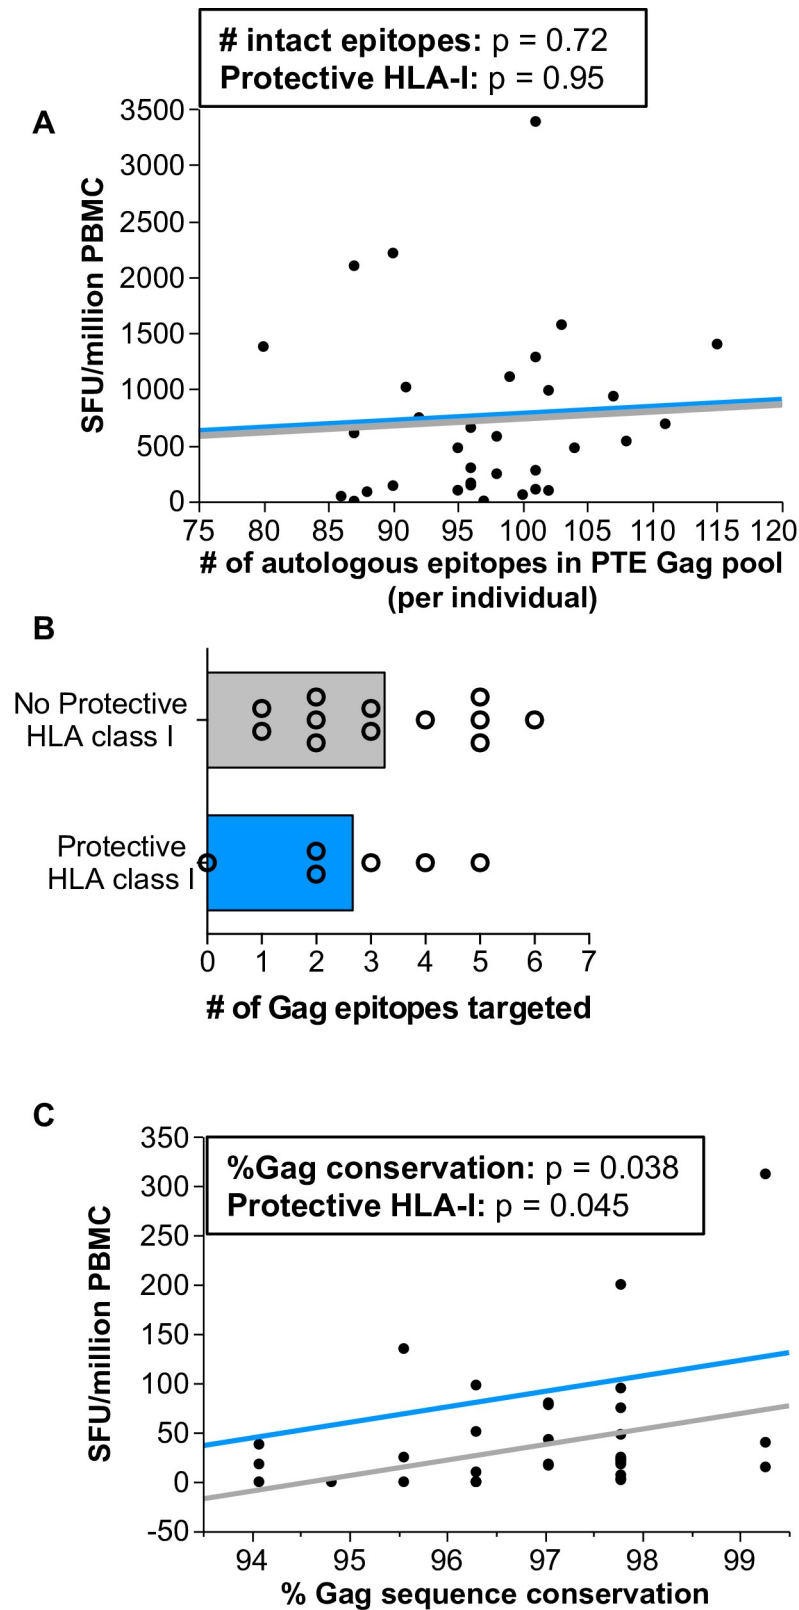 # intact epitopes: p = 0.72
Protective HLA-I: p = 0.95
A
3500
3000
2500
2000
1500
1000
500
0
SFU/million PBMC
75 80 85 90 95 100 105 110 115 120
# of autologous epitopes in PTE Gag pool
(per individual)
B
No Protective
HLA class I
Protective
HLA class I
0 1 2 3 4 5 6 7
# of Gag epitopes targeted
C
350
300
250
200
150
100
50
0
-50
SFU/million PBMC
%Gag conservation: p = 0.038
Protective HLA-I: p = 0.045
94 95 96 97 98 99
% Gag sequence conservation